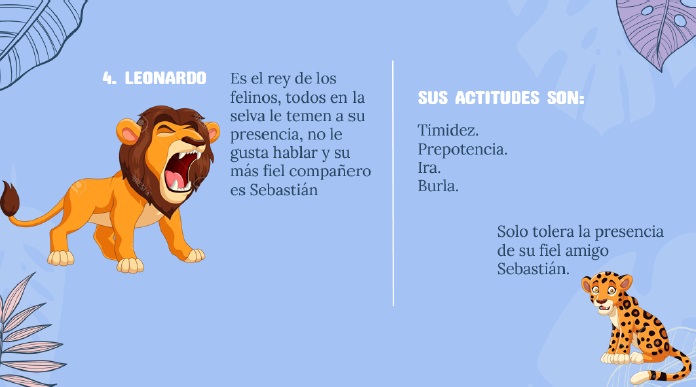 4. LEONARDO
Es el rey de los
felinos, todos en la
selva le temen a su
presencia, no le
gusta hablar y su
más fiel compañero
es Sebastián
SUS ACTITUDES SON:
Timidez.
Prepotencia.
Ira.
Burla.
Solo tolera la presencia
de su fiel amigo
Sebastián.